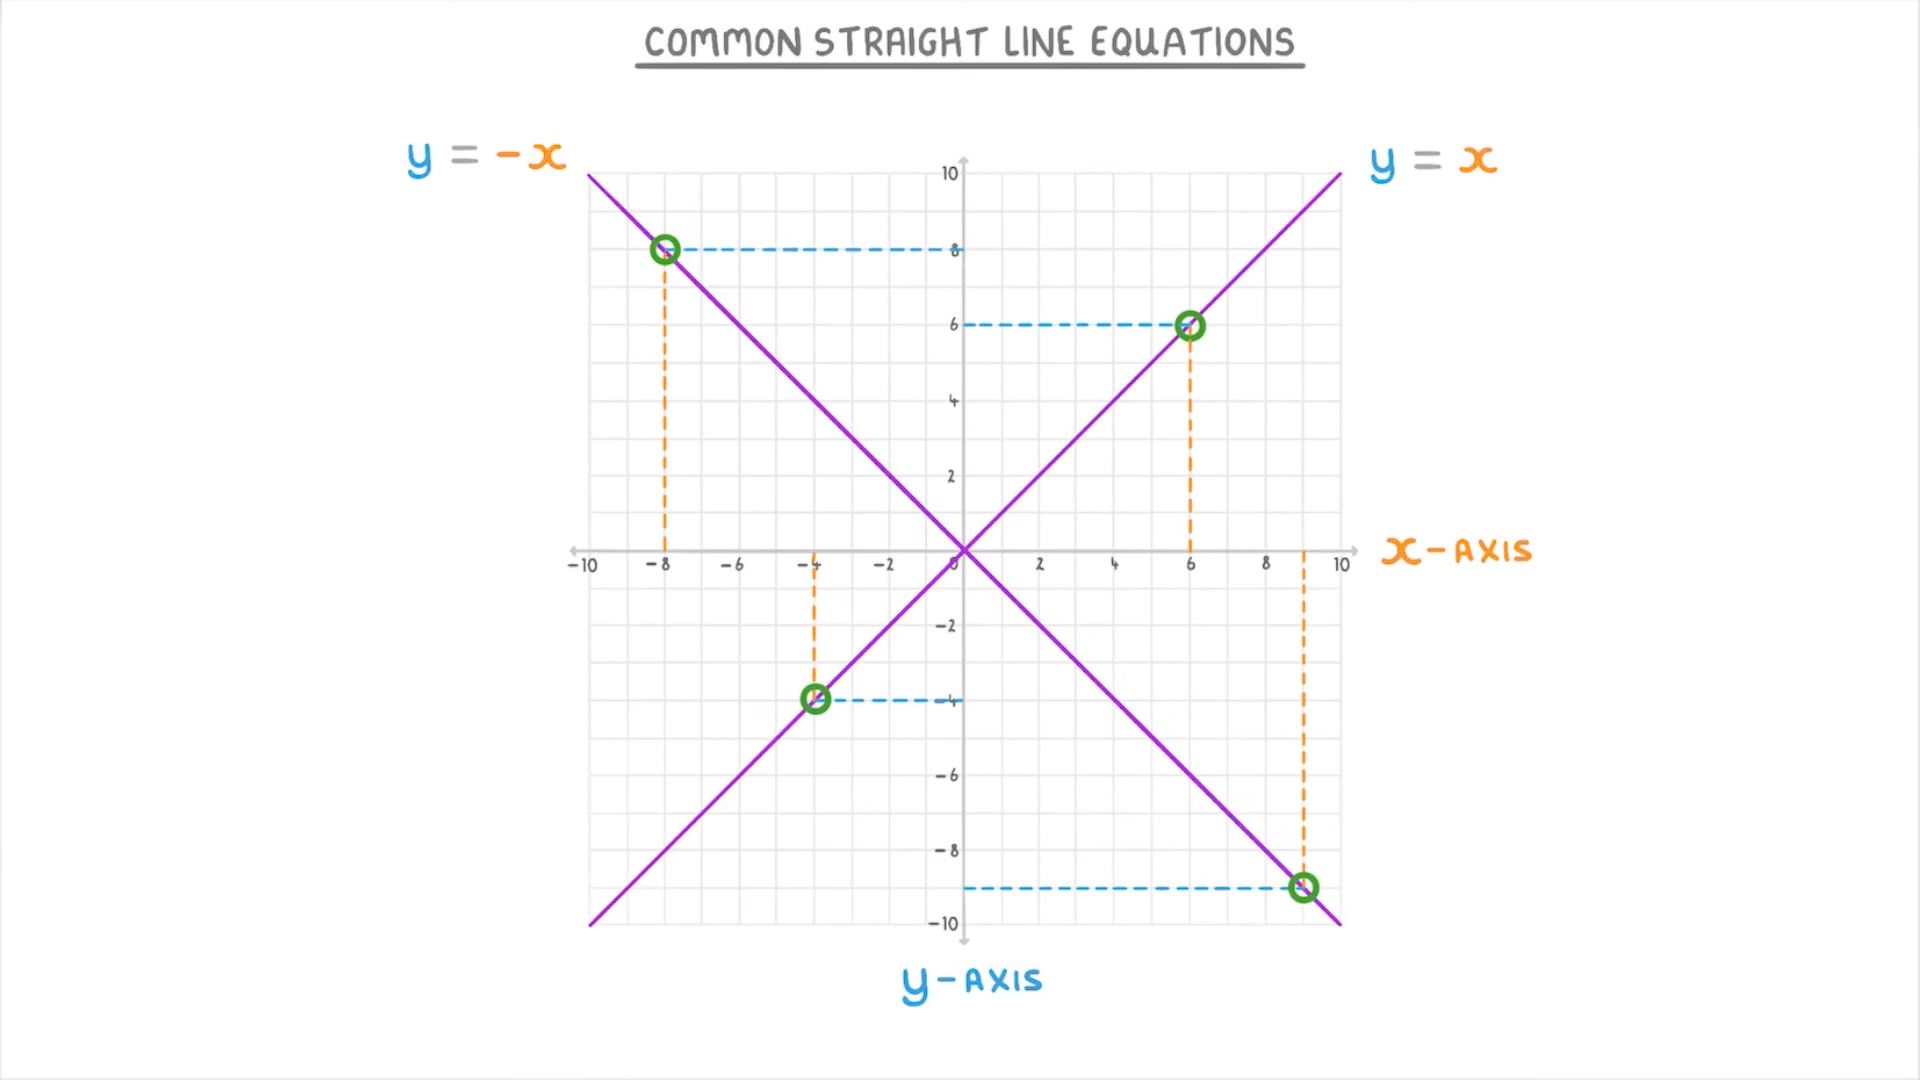 COMMON STRAIGHT LINE EQUATIONS
y = -x
y = x
10
8
6
4
2
-10 -8 -6 -4 -2 0 2 4 6 8 10
x-AXIS
-2
-4
-6
-8
-10
y-AXIS